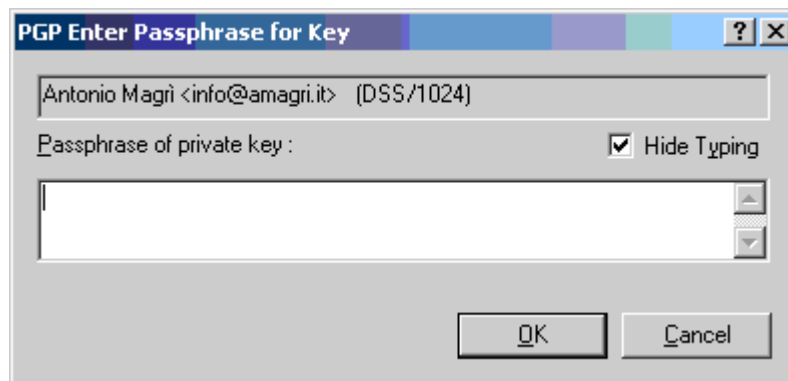 PGP Enter Passphrase for Key
Antonio Magrì <info@amagri.it> (DSS/1024)
Passphrase of private key : Hide Typing
OK Cancel